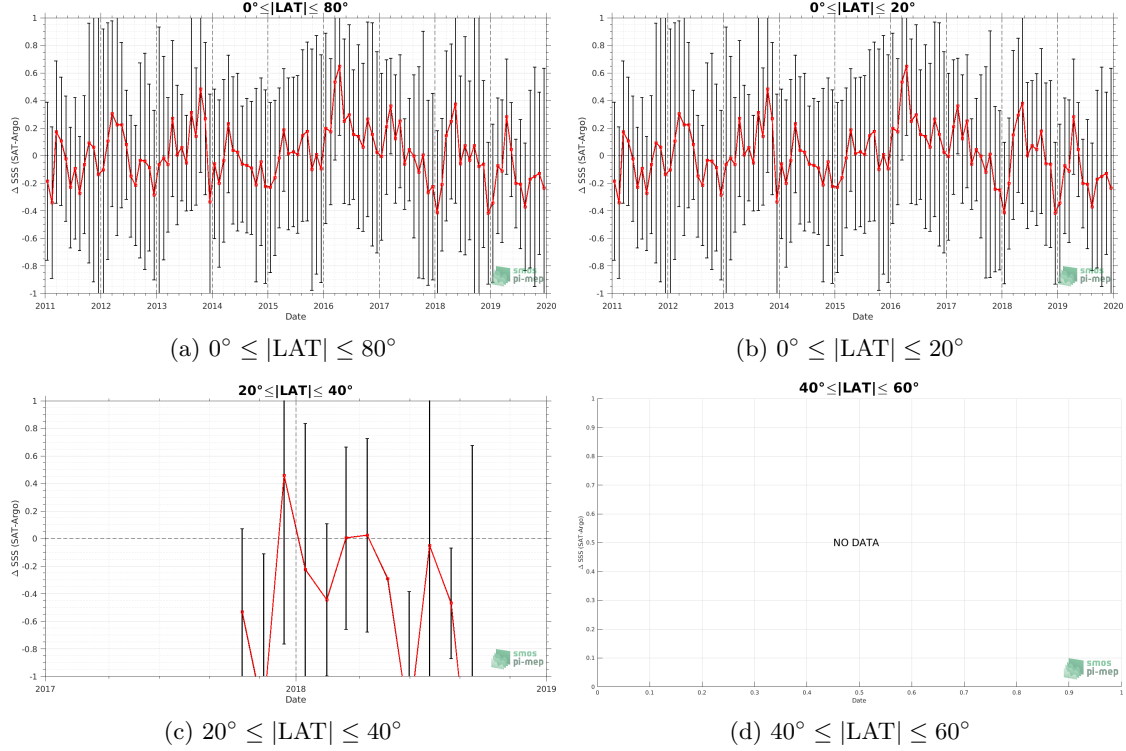 0°≤|LAT|≤ 80°
1
0.8
0.6
0.4
0.2
0
-0.2
-0.4
-0.6
-0.8
-1
Δ SSS (SAT-Argo)
2011 2012 2013 2014 2015 2016 2017 2018 2019 2020
Date
smos
pi-mep
(a) 0° ≤ |LAT| ≤ 80°
0°≤|LAT|≤ 20°
1
0.8
0.6
0.4
0.2
0
-0.2
-0.4
-0.6
-0.8
-1
Δ SSS (SAT-Argo)
2011 2012 2013 2014 2015 2016 2017 2018 2019 2020
Date
smos
pi-mep
(b) 0° ≤ |LAT| ≤ 20°
20°≤|LAT|≤ 40°
1
0.8
0.6
0.4
0.2
0
-0.2
-0.4
-0.6
-0.8
-1
Δ SSS (SAT-Argo)
2017 2018 2019
Date
smos
pi-mep
(c) 20° ≤ |LAT| ≤ 40°
40°≤|LAT|≤ 60°
1
0.9
0.8
0.7
0.6
0.5
0.4
0.3
0.2
0.1
0
Δ SSS (SAT-Argo)
NO DATA
0 0.1 0.2 0.3 0.4 0.5 0.6 0.7 0.8 0.9 1
Date
smos
pi-mep
(d) 40° ≤ |LAT| ≤ 60°